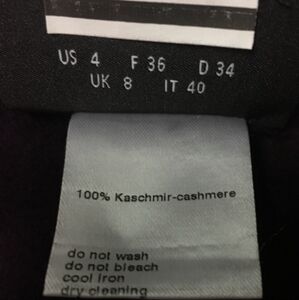 US 4 F 36 D 34
UK 8 IT 40
100% Kaschmir-cashmere
do not wash
do not bleach
cool iron
dry cleaning